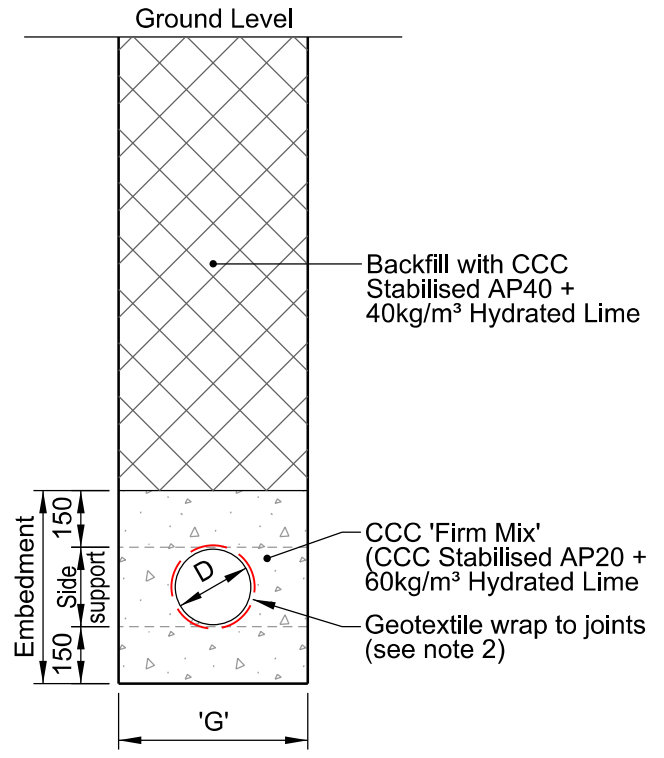 Ground Level
Backfill with CCC
Stabilised AP40 +
40kg/m³ Hydrated Lime
Embedment
150
Side
support
150
D
CCC 'Firm Mix'
(CCC Stabilised AP20 +
60kg/m³ Hydrated Lime
Geotextile wrap to joints
(see note 2)
'G'